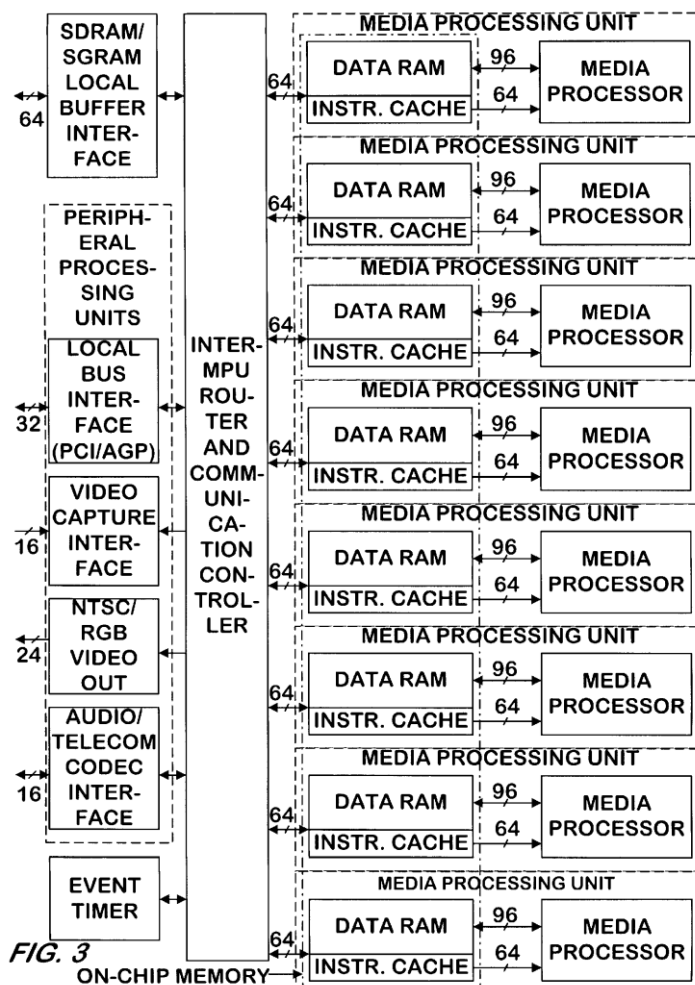 SDRAM/
SGRAM
LOCAL
BUFFER
INTER-
FACE
64
PERIPH-
ERAL
PROCES-
SING
UNITS
LOCAL
BUS
INTER-
FACE
(PCI/AGP)
32
VIDEO
CAPTURE
INTER-
FACE
16
NTSC/
RGB
VIDEO
OUT
24
AUDIO/
TELECOM
CODEC
INTER-
FACE
16
EVENT
TIMER
INTER-
MPU
ROU-
TER
AND
COMM-
UNI-
CA-
TION
CON-
TROL-
LER
MEDIA PROCESSING UNIT
64
DATA RAM
INSTR. CACHE
96
64
MEDIA
PROCESSOR
MEDIA PROCESSING UNIT
64
DATA RAM
INSTR. CACHE
96
64
MEDIA
PROCESSOR
MEDIA PROCESSING UNIT
64
DATA RAM
INSTR. CACHE
96
64
MEDIA
PROCESSOR
MEDIA PROCESSING UNIT
64
DATA RAM
INSTR. CACHE
96
64
MEDIA
PROCESSOR
MEDIA PROCESSING UNIT
64
DATA RAM
INSTR. CACHE
96
64
MEDIA
PROCESSOR
MEDIA PROCESSING UNIT
64
DATA RAM
INSTR. CACHE
96
64
MEDIA
PROCESSOR
MEDIA PROCESSING UNIT
64
DATA RAM
INSTR. CACHE
96
64
MEDIA
PROCESSOR
MEDIA PROCESSING UNIT
64
DATA RAM
INSTR. CACHE
96
64
MEDIA
PROCESSOR
FIG. 3
ON-CHIP MEMORY